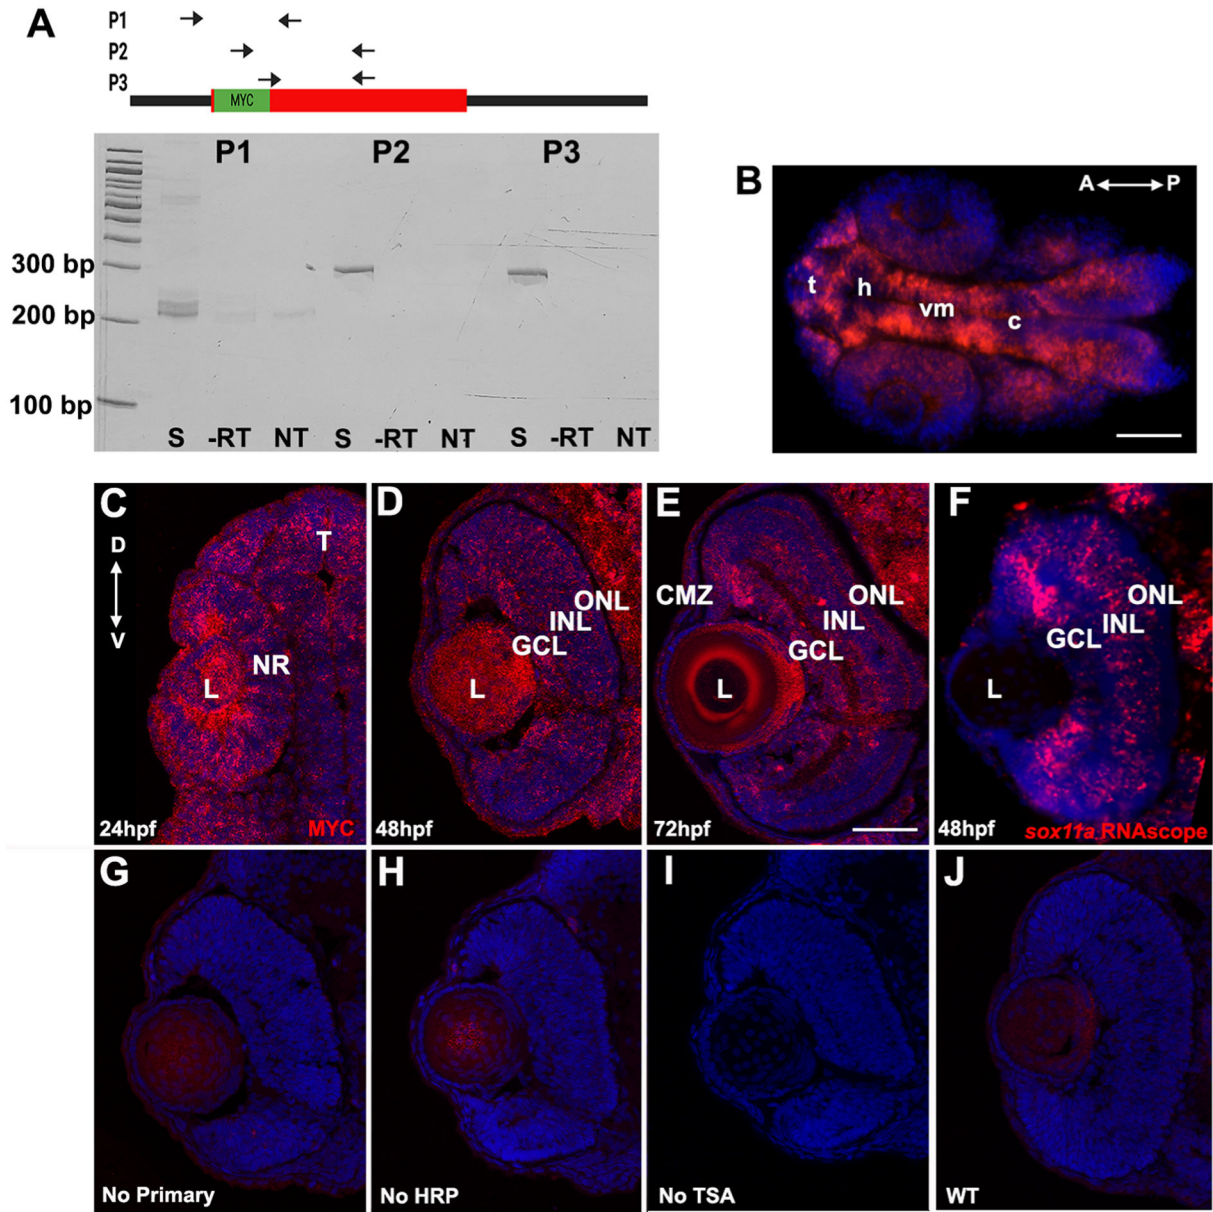 A
P1
P2
P3
MYC
P1 P2 P3
300 bp
200 bp
100 bp
S -RT NT S -RT NT S -RT NT
B
A P
t h vm c
C
D
V
T
NR
L
24hpf MYC
D
ONL
INL
GCL
L
48hpf
E
CMZ
ONL
INL
GCL
L
72hpf
F
ONL
INL
GCL
L
48hpf sox11a RNAscope
G
No Primary
H
No HRP
I
No TSA
J
WT